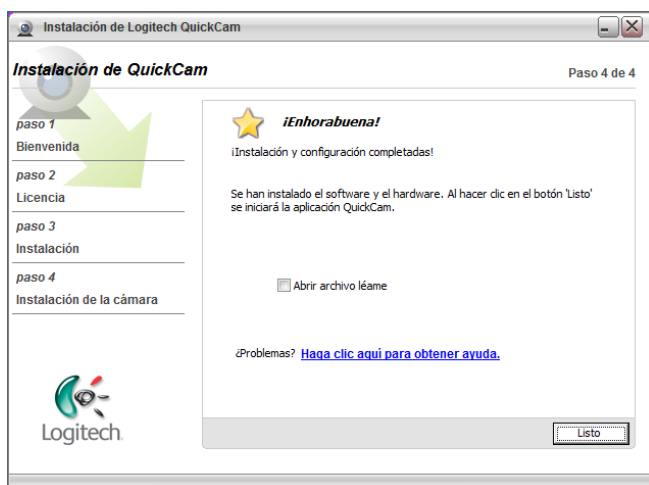 Instalación de Logitech QuickCam
Instalación de QuickCam
Paso 4 de 4
paso 1
Bienvenida
paso 2
Licencia
paso 3
Instalación
paso 4
Instalación de la cámara
Logitech
¡Enhorabuena!
¡Instalación y configuración completadas!
Se han instalado el software y el hardware. Al hacer clic en el botón 'Listo'
se iniciará la aplicación QuickCam.
Abrir archivo léame
¿Problemas? Haga clic aquí para obtener ayuda.
Listo